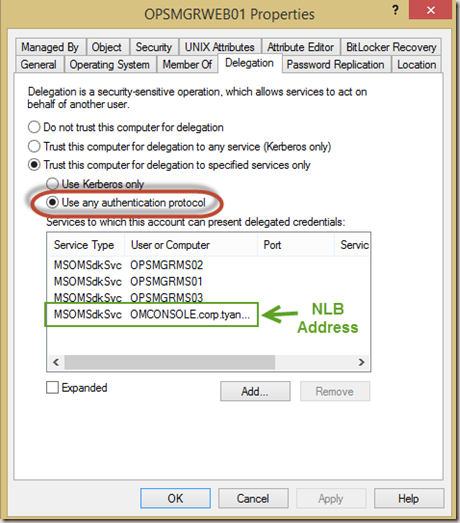 OPSMGRWEB01 Properties
?
Managed By Object Security UNIX Attributes Attribute Editor BitLocker Recovery
General Operating System Member Of Delegation Password Replication Location
Delegation is a security-sensitive operation, which allows services to act on
behalf of another user.
Do not trust this computer for delegation
Trust this computer for delegation to any service (Kerberos only)
Trust this computer for delegation to specified services only
Use Kerberos only
Use any authentication protocol
Services to which this account can present delegated credentials:
Service Type User or Computer Port Servic
MSOMSdkSvc OPSMGRMS02
MSOMSdkSvc OPSMGRMS01
MSOMSdkSvc OPSMGRMS03
MSOMSdkSvc OMCONSOLE.corp.tyan...
NLB
Address
Expanded
Add...
Remove
OK
Cancel
Apply
Help